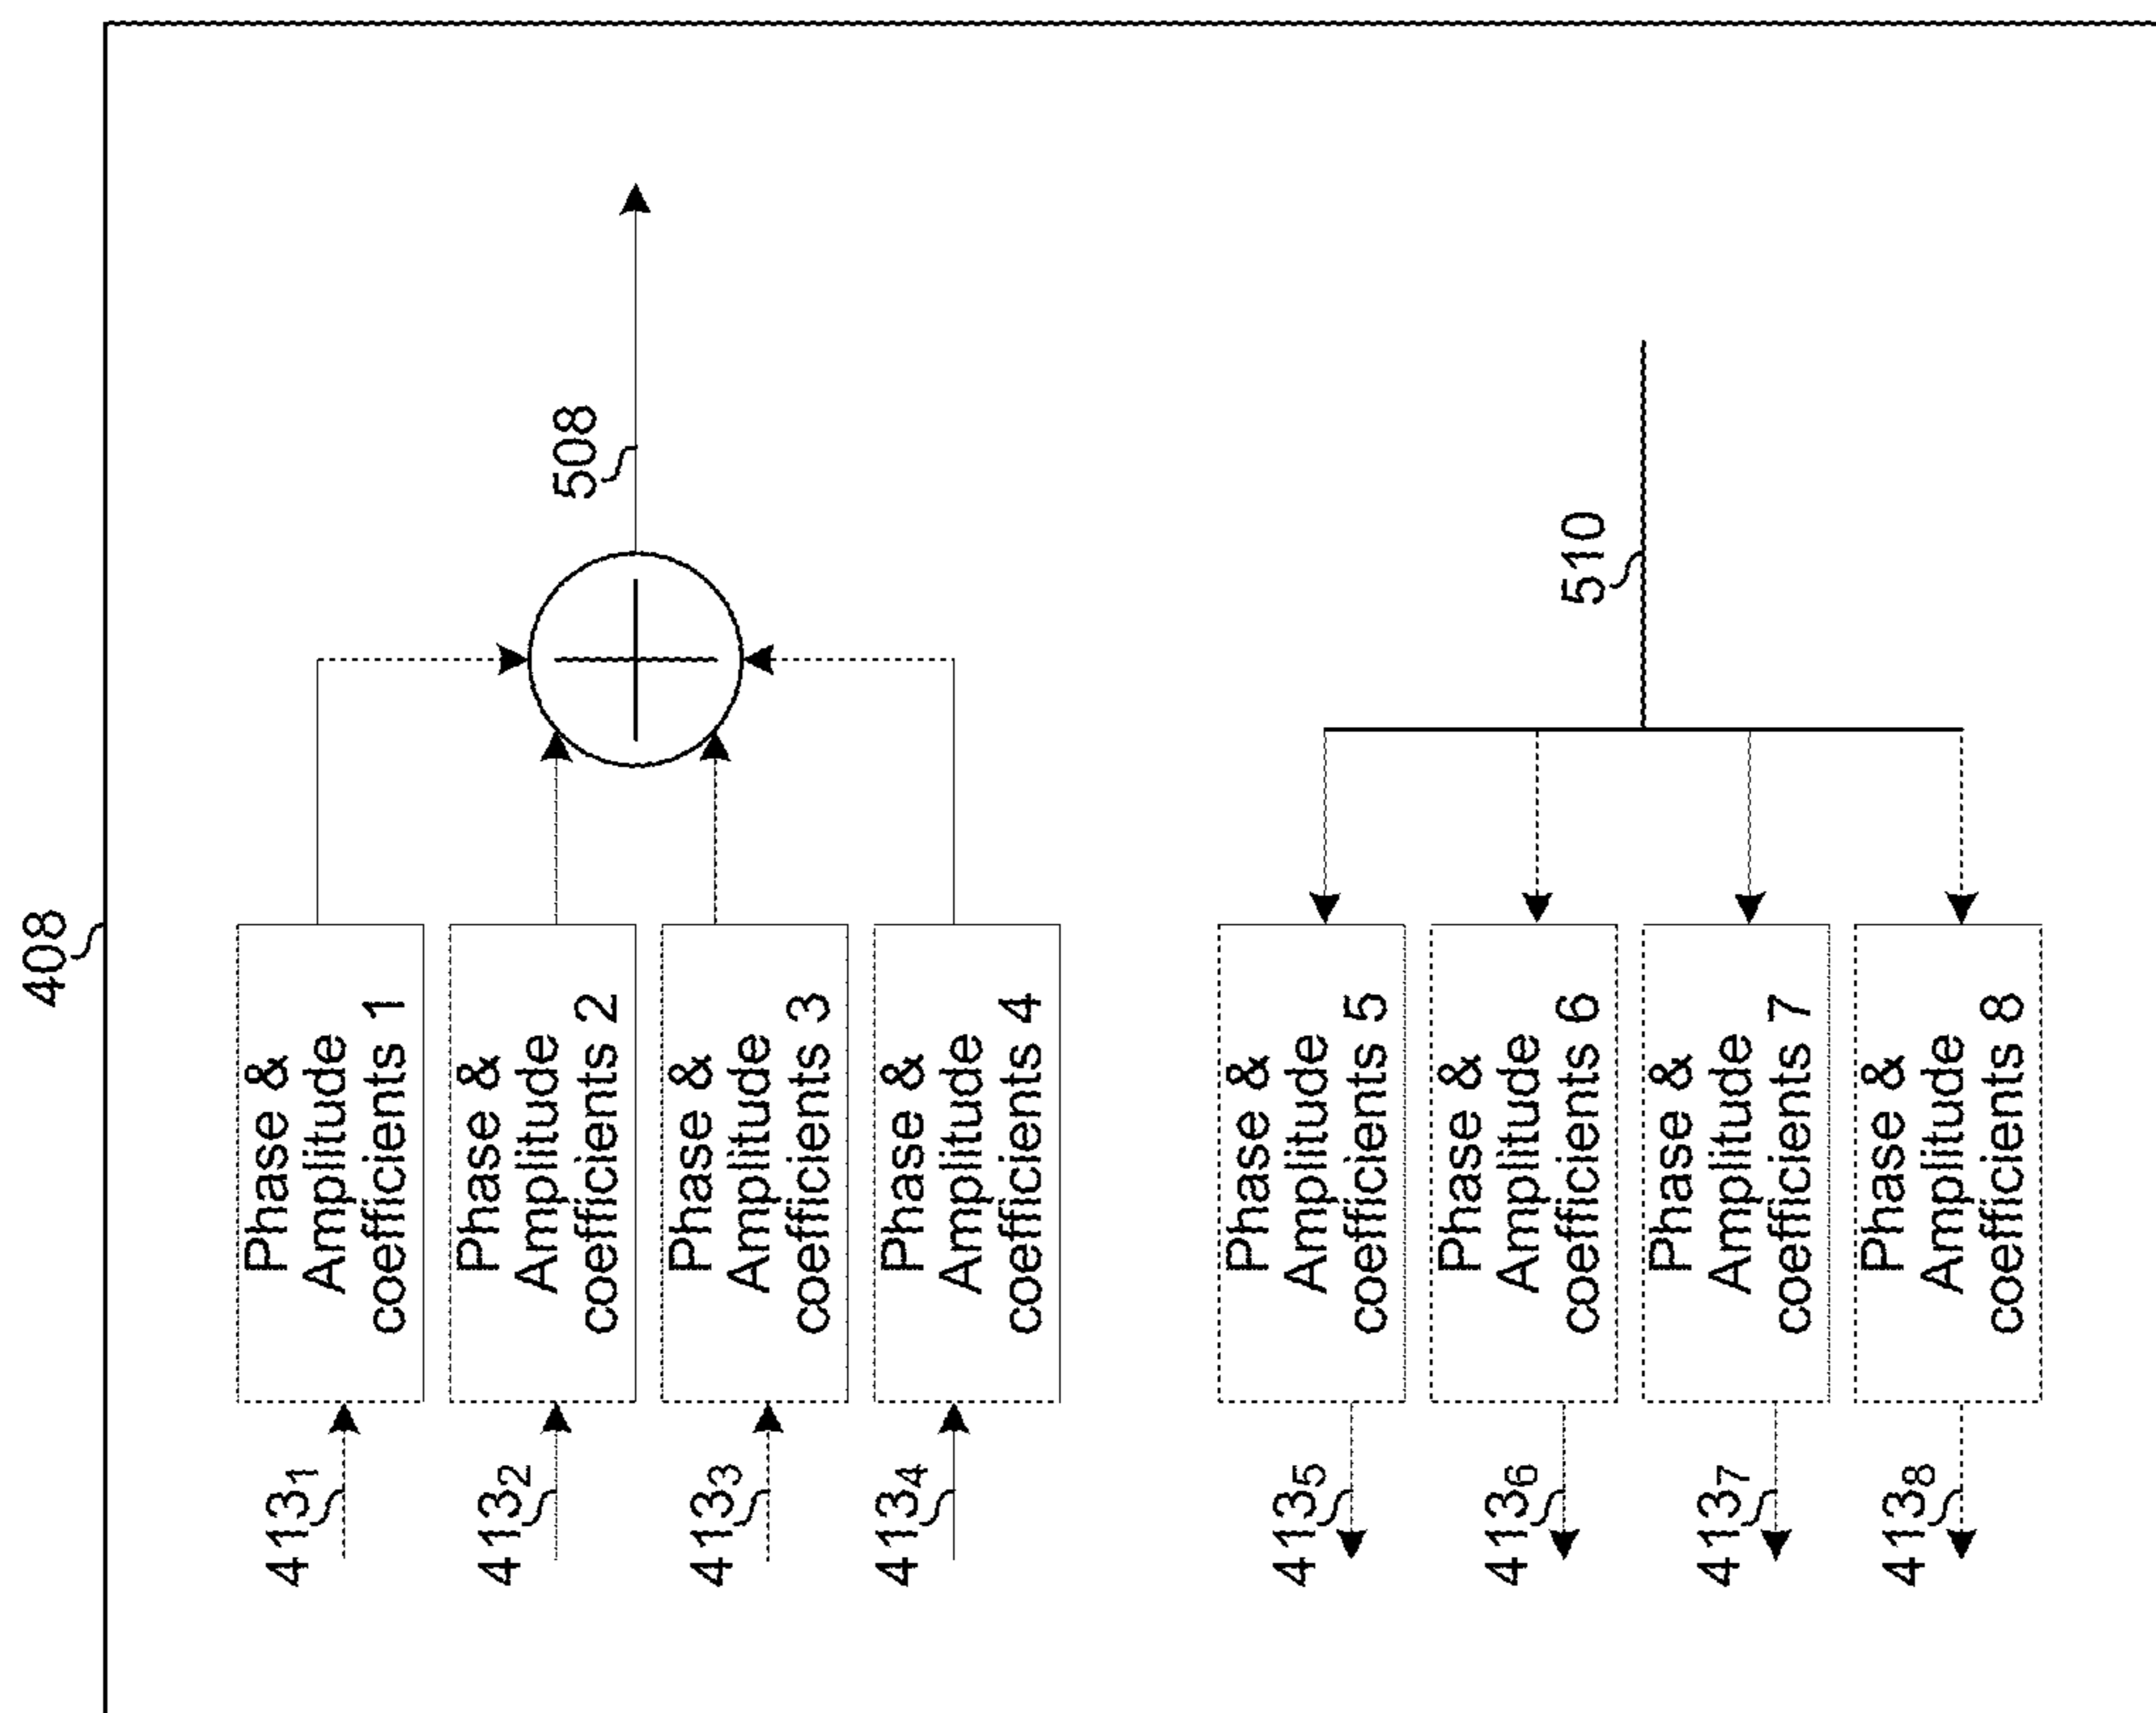 408
413₁
Phase &
Amplitude
coefficients 1
413₂
Phase &
Amplitude
coefficients 2
413₃
Phase &
Amplitude
coefficients 3
413₄
Phase &
Amplitude
coefficients 4
508
413₅
Phase &
Amplitude
coefficients 5
413₆
Phase &
Amplitude
coefficients 6
413₇
Phase &
Amplitude
coefficients 7
413₈
Phase &
Amplitude
coefficients 8
510